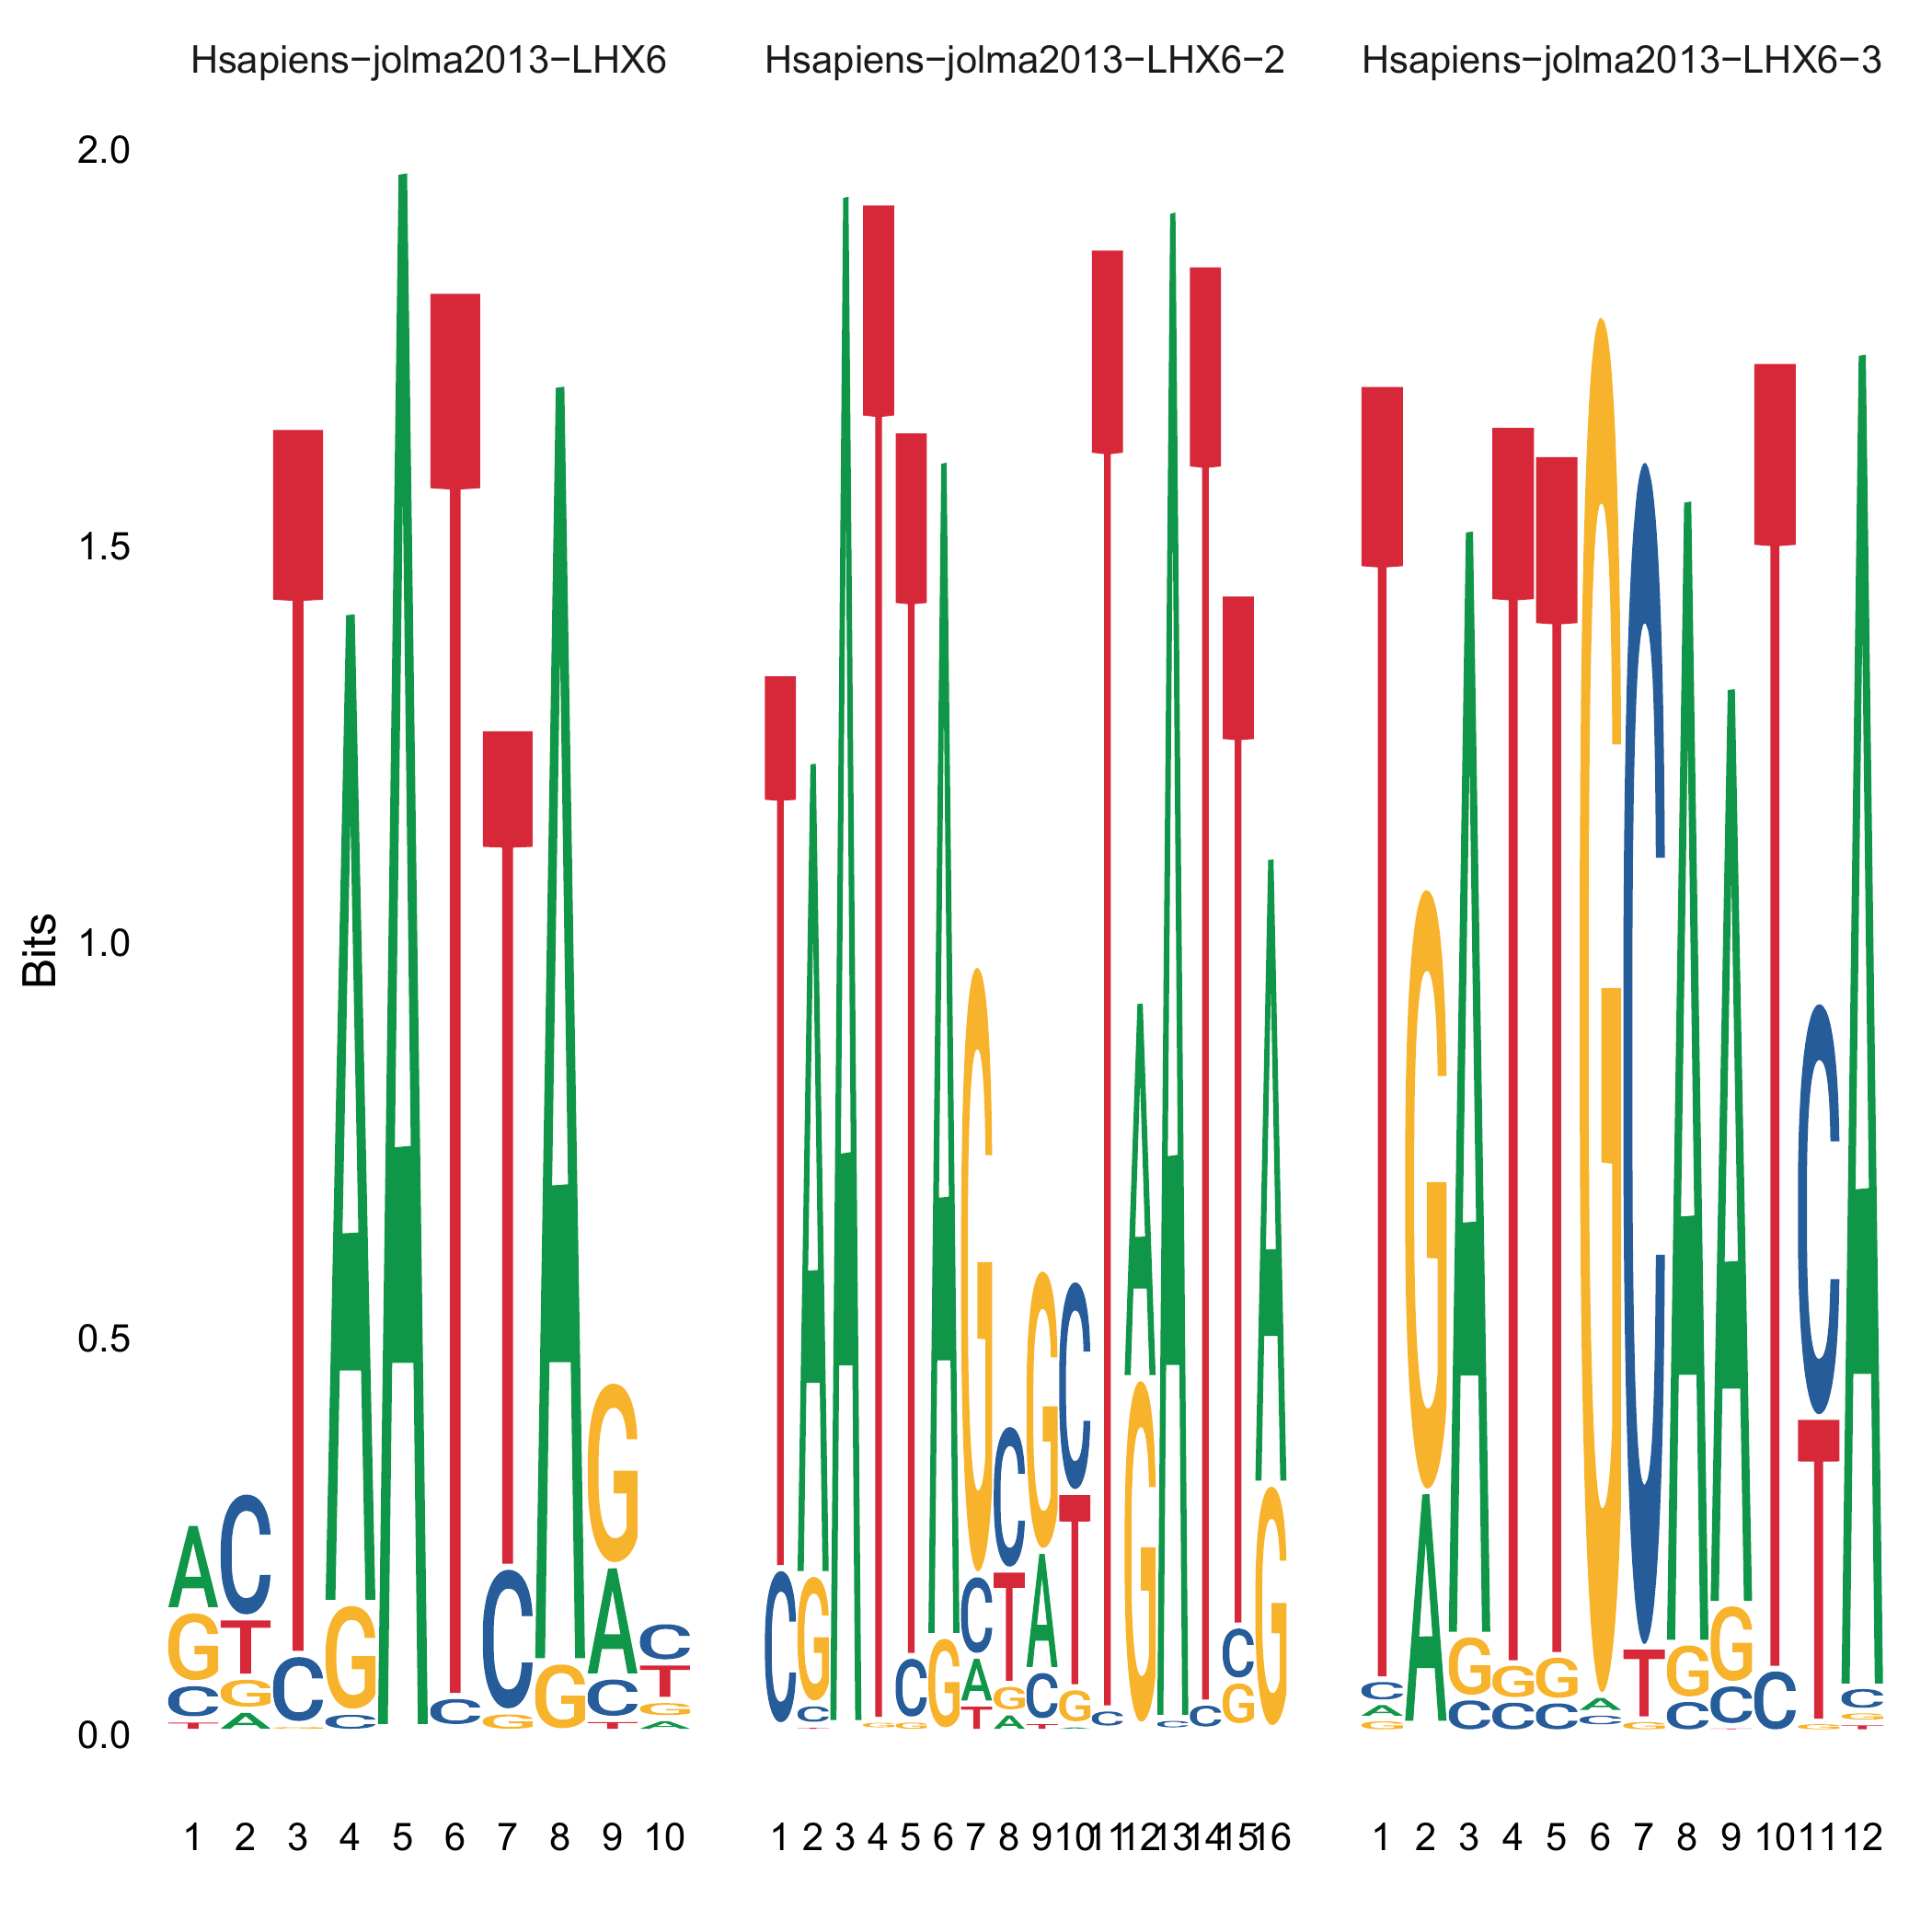 Hsapiens−jolma2013−LHX6 Hsapiens−jolma2013−LHX6−2 Hsapiens−jolma2013−LHX6−3
2.0
1.5
1.0
0.5
0.0
Bits
1 2 3 4 5 6 7 8 9 10 1 2 3 4 5 6 7 8 9 10 11 12 13 14 15 16 1 2 3 4 5 6 7 8 9 10 11 12